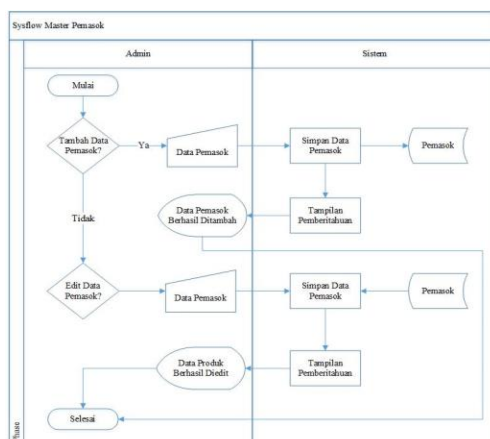 Sysflow Master Pemasok
Admin
Sistem
Mulai
Tambah Data
Pemasok?
Ya
Data Pemasok
Simpan Data
Pemasok
Pemasok
Data Pemasok
Berhasil Ditambah
Tampilan
Pemberitahuan
Tidak
Edit Data
Pemasok?
Data Pemasok
Simpan Data
Pemasok
Pemasok
Data Produk
Berhasil Diedit
Tampilan
Pemberitahuan
Selesai